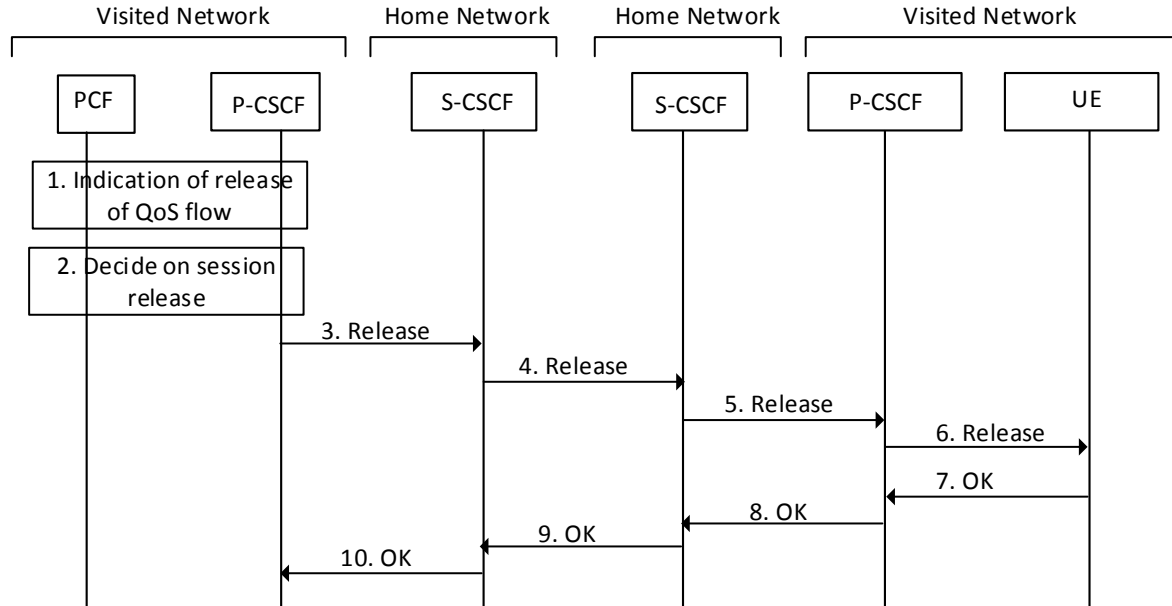 Visited Network
Home Network
Home Network
Visited Network
PCF
P-CSCF
S-CSCF
S-CSCF
P-CSCF
UE
1. Indication of release
of QoS flow
2. Decide on session
release
3. Release
4. Release
5. Release
6. Release
7. OK
8. OK
9. OK
10. OK